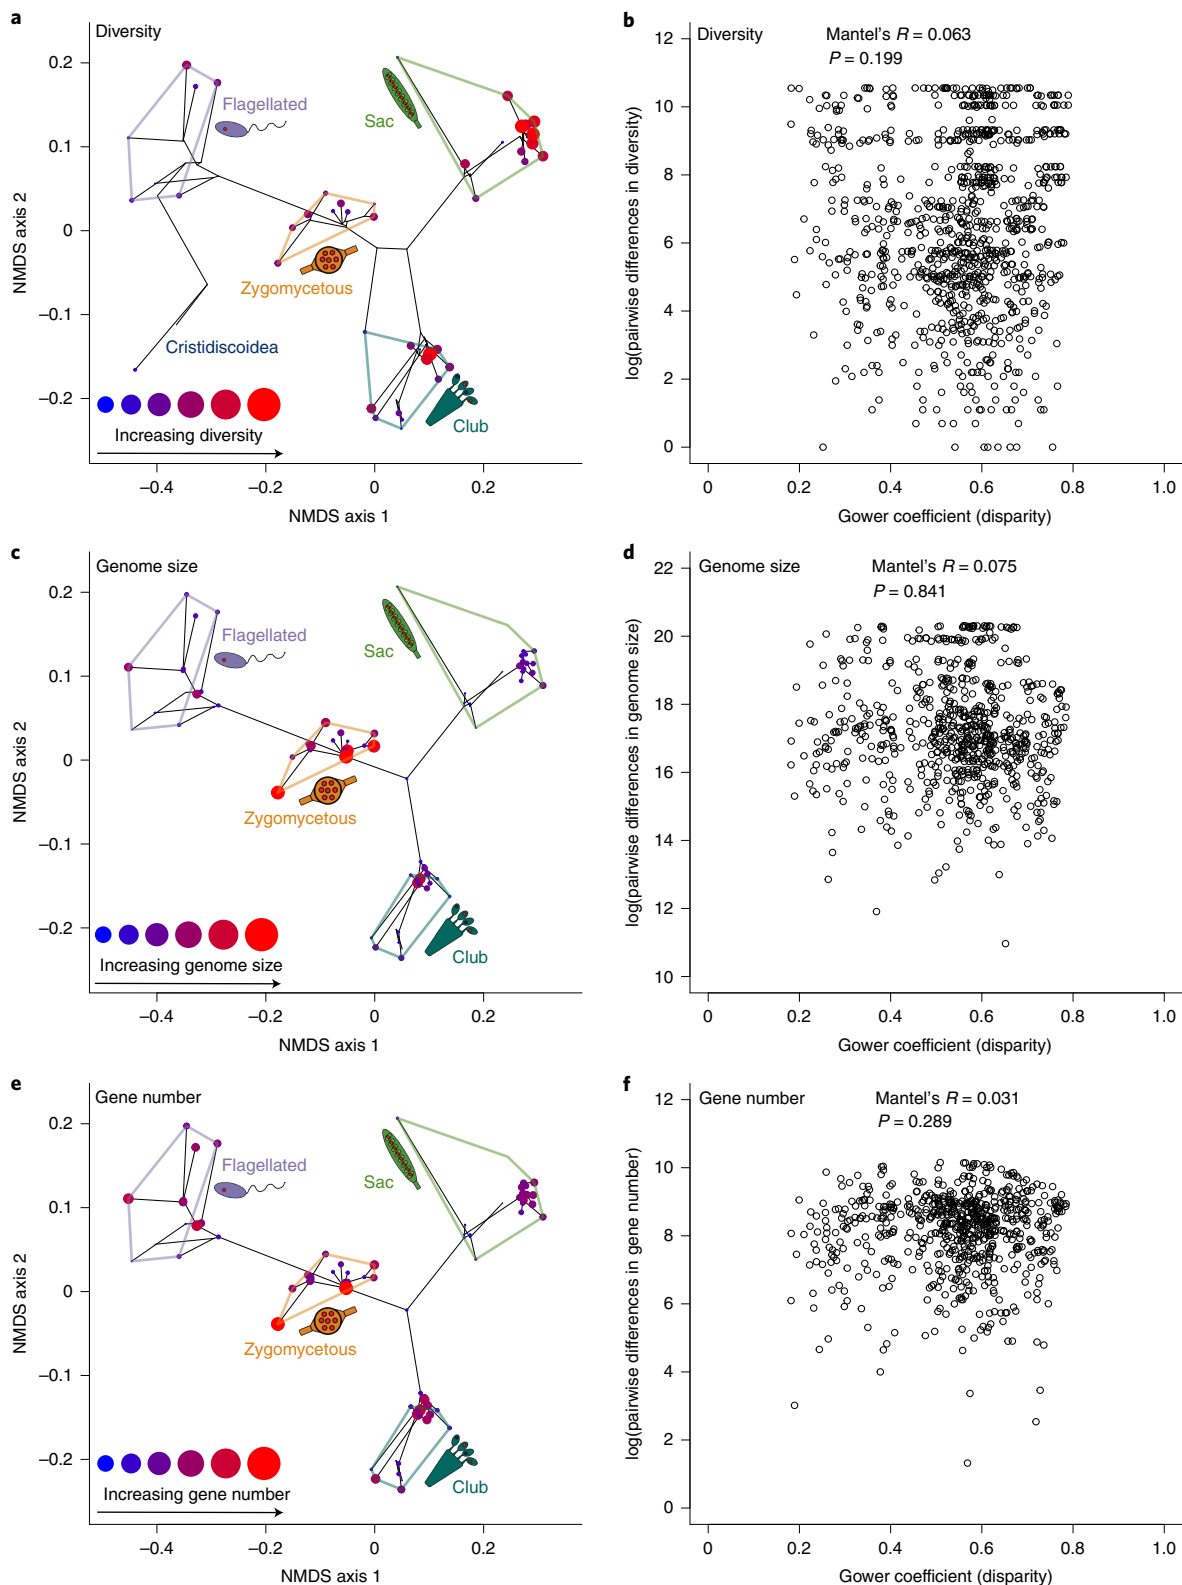 a
Diversity
0.2
0.1
0
−0.1
−0.2
NMDS axis 2
Flagellated
Sac
Zygomycetous
Cristidiscoidea
Club
Increasing diversity
−0.4
−0.2
0
0.2
NMDS axis 1
b
Diversity
Mantel's R = 0.063
P = 0.199
12
10
8
6
4
2
0
log(pairwise differences in diversity)
0
0.2
0.4
0.6
0.8
1.0
Gower coefficient (disparity)
c
Genome size
0.2
0.1
0
−0.1
−0.2
NMDS axis 2
Flagellated
Sac
Zygomycetous
Club
Increasing genome size
−0.4
−0.2
0
0.2
NMDS axis 1
d
Genome size
Mantel's R = 0.075
P = 0.841
22
20
18
16
14
12
10
log(pairwise differences in genome size)
0
0.2
0.4
0.6
0.8
1.0
Gower coefficient (disparity)
e
Gene number
0.2
0.1
0
−0.1
−0.2
NMDS axis 2
Flagellated
Sac
Zygomycetous
Club
Increasing gene number
−0.4
−0.2
0
0.2
NMDS axis 1
f
Gene number
Mantel's R = 0.031
P = 0.289
12
10
8
6
4
2
0
log(pairwise differences in gene number)
0
0.2
0.4
0.6
0.8
1.0
Gower coefficient (disparity)